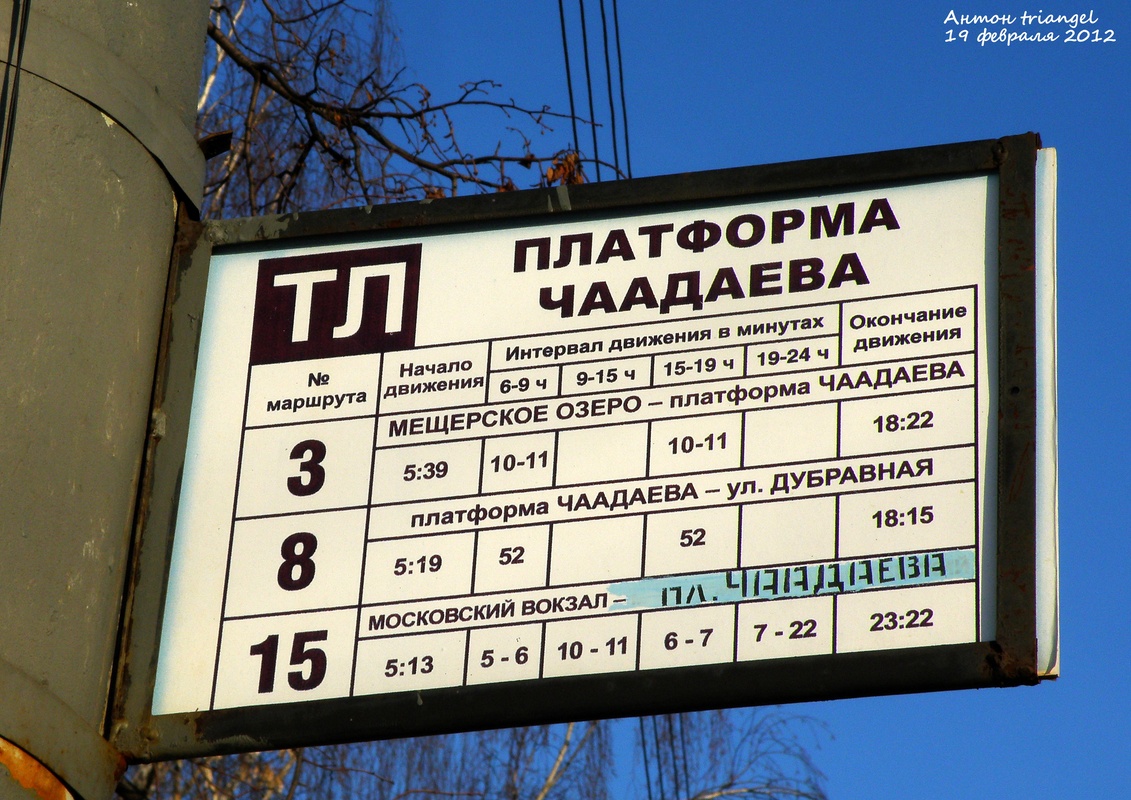 Антон triangel
19 февраля 2012
ТЛ
ПЛАТФОРМА
ЧААДАЕВА
№ маршрута Начало движения Интервал движения в минутах Окончание движения
6-9 ч 9-15 ч 15-19 ч 19-24 ч
МЕЩЕРСКОЕ ОЗЕРО – платформа ЧААДАЕВА
3 5:39 10-11 10-11 18:22
платформа ЧААДАЕВА – ул. ДУБРАВНАЯ
8 5:19 52 52 18:15
МОСКОВСКИЙ ВОКЗАЛ – пл. ЧААДАЕВА
15 5:13 5 - 6 10 - 11 6 - 7 7 - 22 23:22